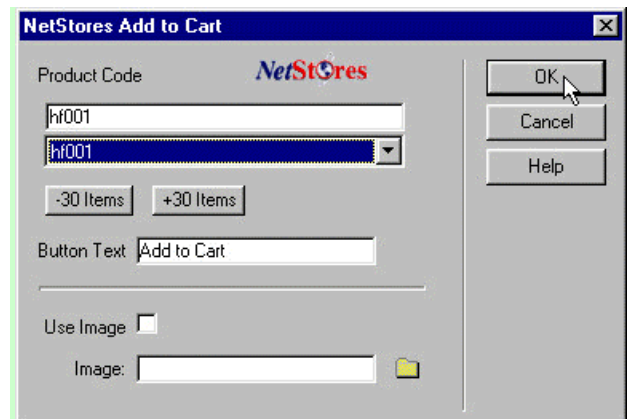 NetStores Add to Cart
Product Code
NetStores
hf001
hf001
-30 Items +30 Items
Button Text Add to Cart
Use Image
Image:
OK
Cancel
Help